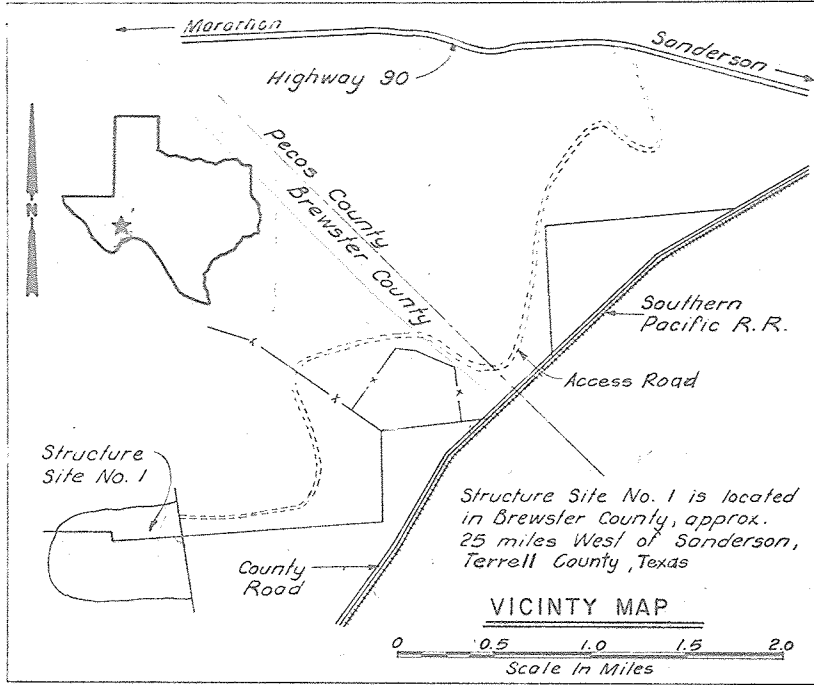 Marathon
Sanderson
Highway 90
Pecos County
Brewster County
N
Southern
Pacific R.R.
Access Road
Structure
Site No. 1
Structure Site No. 1 is located
in Brewster County, approx.
25 miles West of Sanderson,
Terrell County, Texas
County
Road
VICINTY MAP
0 0.5 1.0 1.5 2.0
Scale In Miles
x
x
x
x